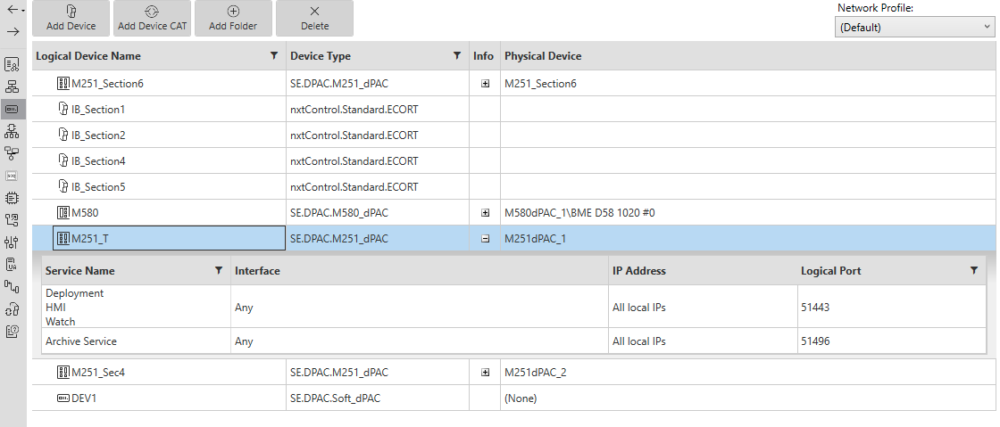 Network Profile:
Add Device
Add Device CAT
Add Folder
Delete
(Default)
Logical Device Name Device Type Info Physical Device
M251_Section6 SE.DPAC.M251_dPAC M251_Section6
IB_Section1 nxtControl.Standard.ECORT
IB_Section2 nxtControl.Standard.ECORT
IB_Section4 nxtControl.Standard.ECORT
IB_Section5 nxtControl.Standard.ECORT
M580 SE.DPAC.M580_dPAC M580dPAC_1\BME D58 1020 #0
M251_T SE.DPAC.M251_dPAC M251dPAC_1
Service Name Interface IP Address Logical Port
Deployment
HMI Any All local IPs 51443
Watch
Archive Service Any All local IPs 51496
M251_Sec4 SE.DPAC.M251_dPAC M251dPAC_2
DEV1 SE.DPAC.Soft_dPAC (None)